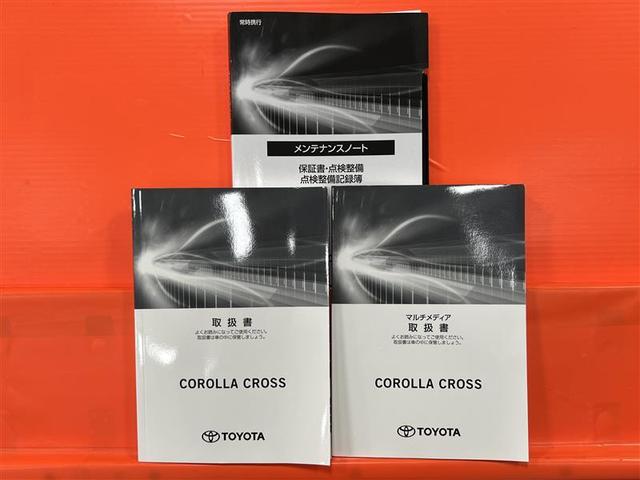 常時携行
メンテナンスノート
保証書・点検整備
点検整備記録簿
取扱書
よくお読みになってご使用ください。
取扱書は車の中に保管しましょう。
COROLLA CROSS
TOYOTA
マルチメディア
取扱書
よくお読みになってご使用ください。
取扱書は車の中に保管しましょう。
COROLLA CROSS
TOYOTA